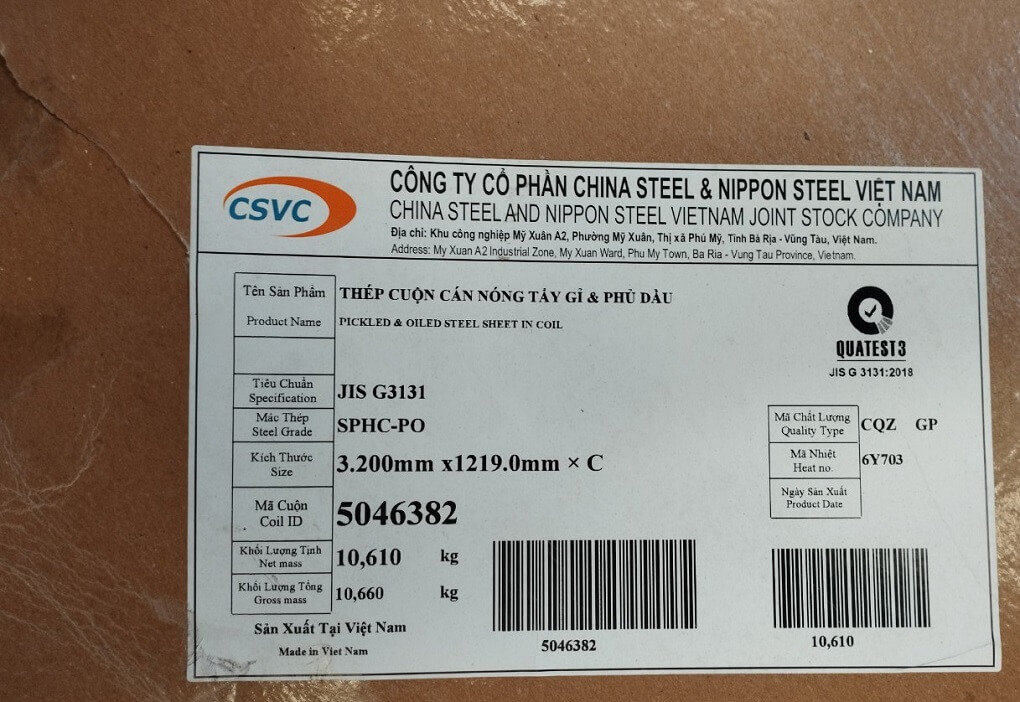 CSVC
CÔNG TY CỔ PHẦN CHINA STEEL & NIPPON STEEL VIỆT NAM
CHINA STEEL AND NIPPON STEEL VIETNAM JOINT STOCK COMPANY
Địa chỉ: Khu công nghiệp Mỹ Xuân A2, Phường Mỹ Xuân, Thị xã Phú Mỹ, Tỉnh Bà Rịa - Vũng Tàu, Việt Nam.
Address: My Xuan A2 Industrial Zone, My Xuan Ward, Phu My Town, Ba Ria - Vung Tau Province, Vietnam.
Tên Sản Phẩm THÉP CUỘN CÁN NÓNG TẨY GỈ & PHỦ DẦU
Product Name PICKLED & OILED STEEL SHEET IN COIL
QUATEST3
JIS G 3131:2018
Tiêu Chuẩn
Specification
JIS G3131
Mác Thép
Steel Grade
SPHC-PO
Mã Chất Lượng
Quality Type
CQZ GP
Kích Thước
Size
3.200mm x1219.0mm × C
Mã Nhiệt
Heat no.
6Y703
Ngày Sản Xuất
Product Date
Mã Cuộn
Coil ID
5046382
Khối Lượng Tịnh
Net mass
10,610 kg
Khối Lượng Tổng
Gross mass
10,660 kg
Sản Xuất Tại Việt Nam
Made in Viet Nam
5046382
10,610